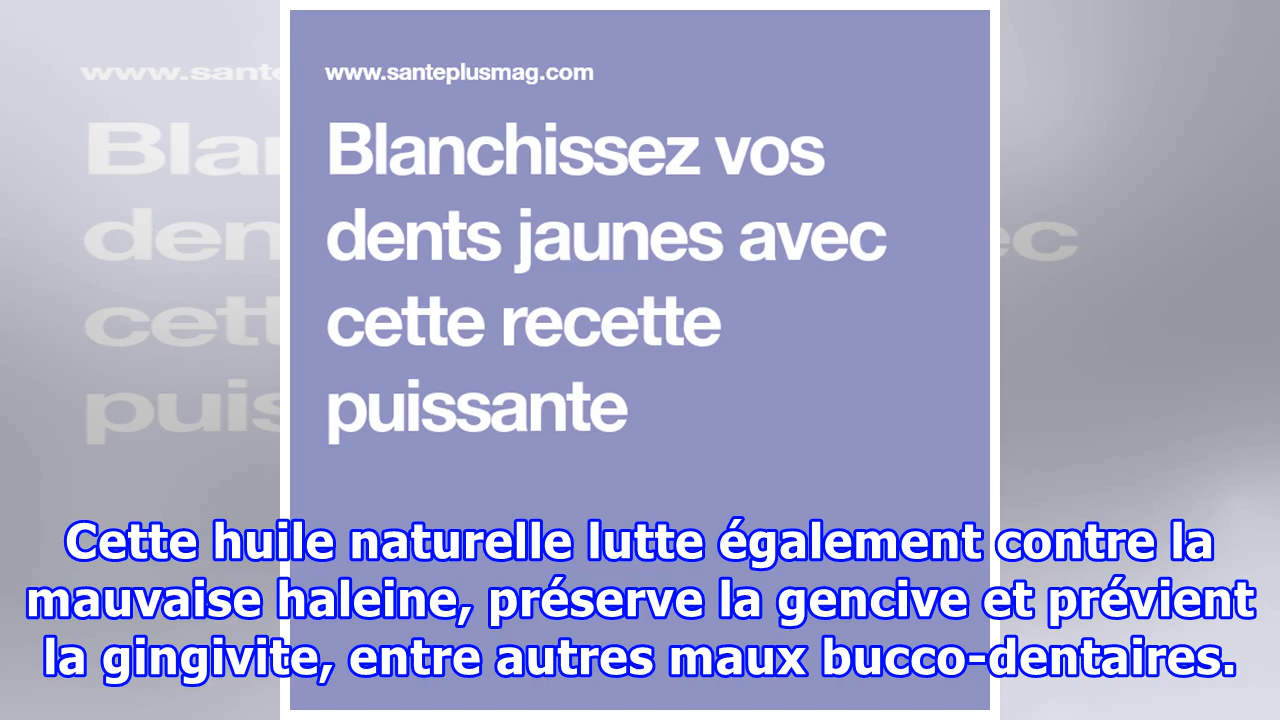 www.santeplusmag.com
Blanchissez vos
dents jaunes avec
cette recette
puissante
Cette huile naturelle lutte également contre la
mauvaise haleine, préserve la gencive et prévient
la gingivite, entre autres maux bucco-dentaires.